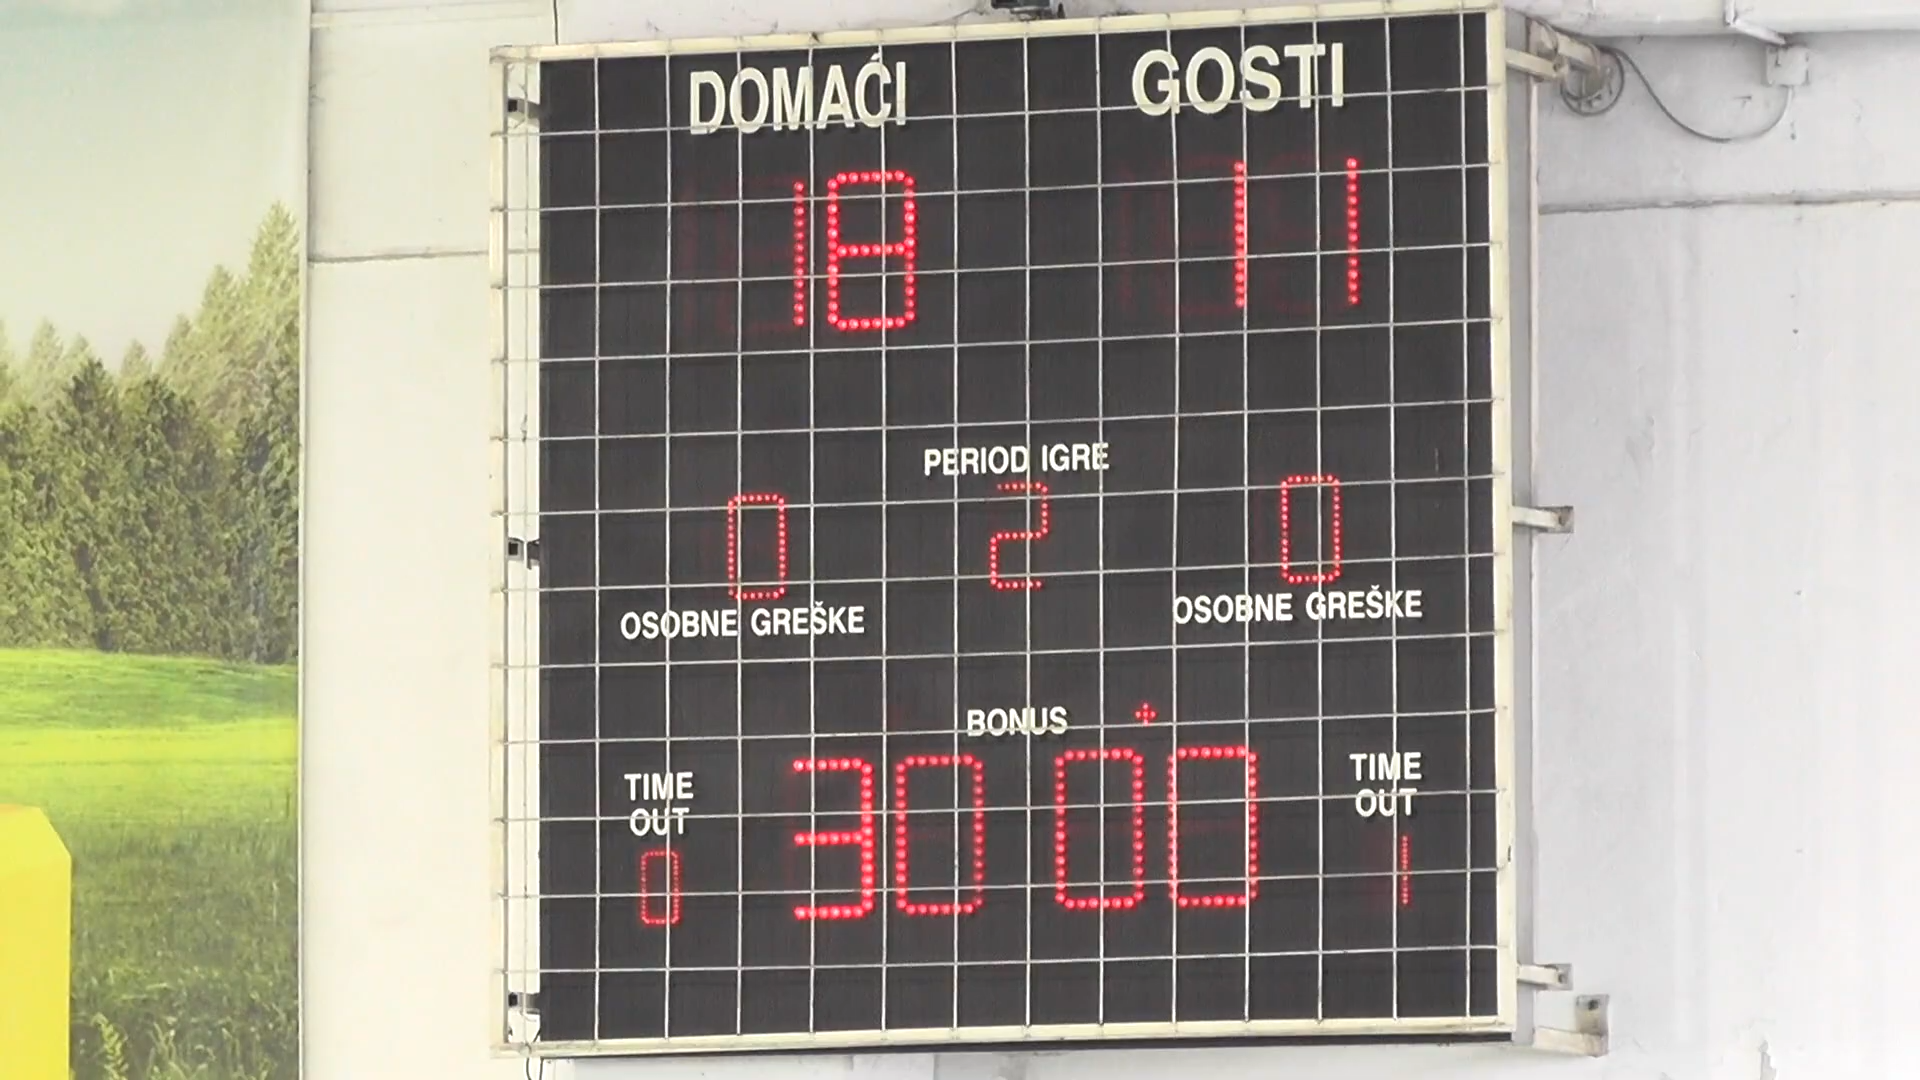 DOMAĆI GOSTI
18 11
PERIOD IGRE
0 2 0
OSOBNE GREŠKE OSOBNE GREŠKE
BONUS
TIME OUT 30 00 TIME OUT
0 1